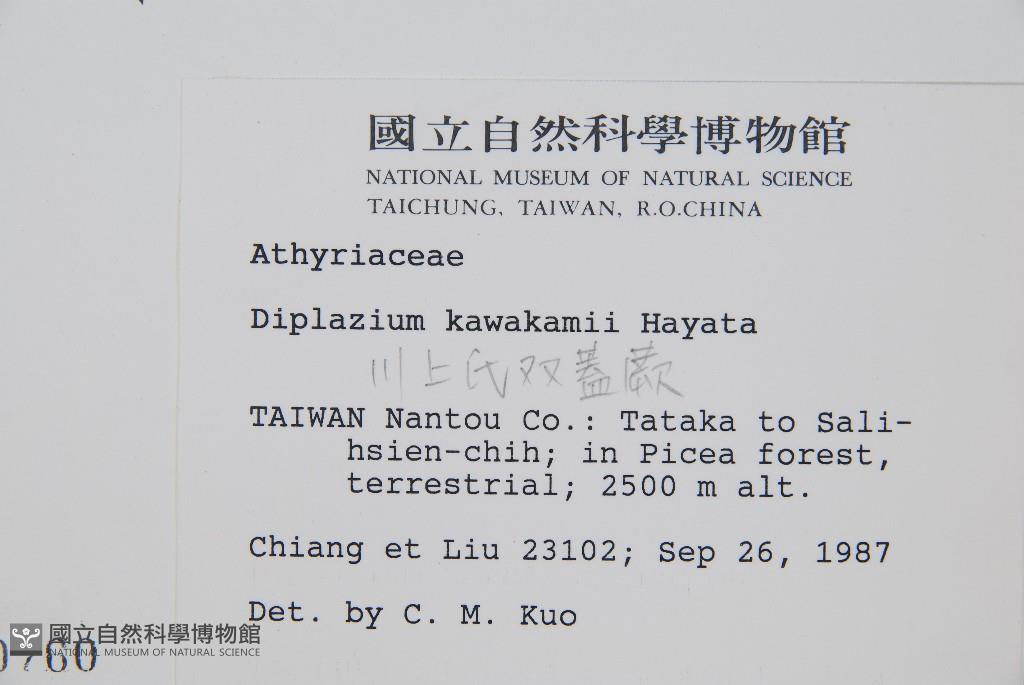 國立自然科學博物館
NATIONAL MUSEUM OF NATURAL SCIENCE
TAICHUNG, TAIWAN, R.O.CHINA
Athyriaceae
Diplazium kawakamii Hayata
川上氏双蓋蕨
TAIWAN Nantou Co.: Tataka to Sali-
hsien-chih; in Picea forest,
terrestrial; 2500 m alt.
Chiang et Liu 23102; Sep 26, 1987
Det. by C. M. Kuo
國立自然科學博物館
NATIONAL MUSEUM OF NATURAL SCIENCE